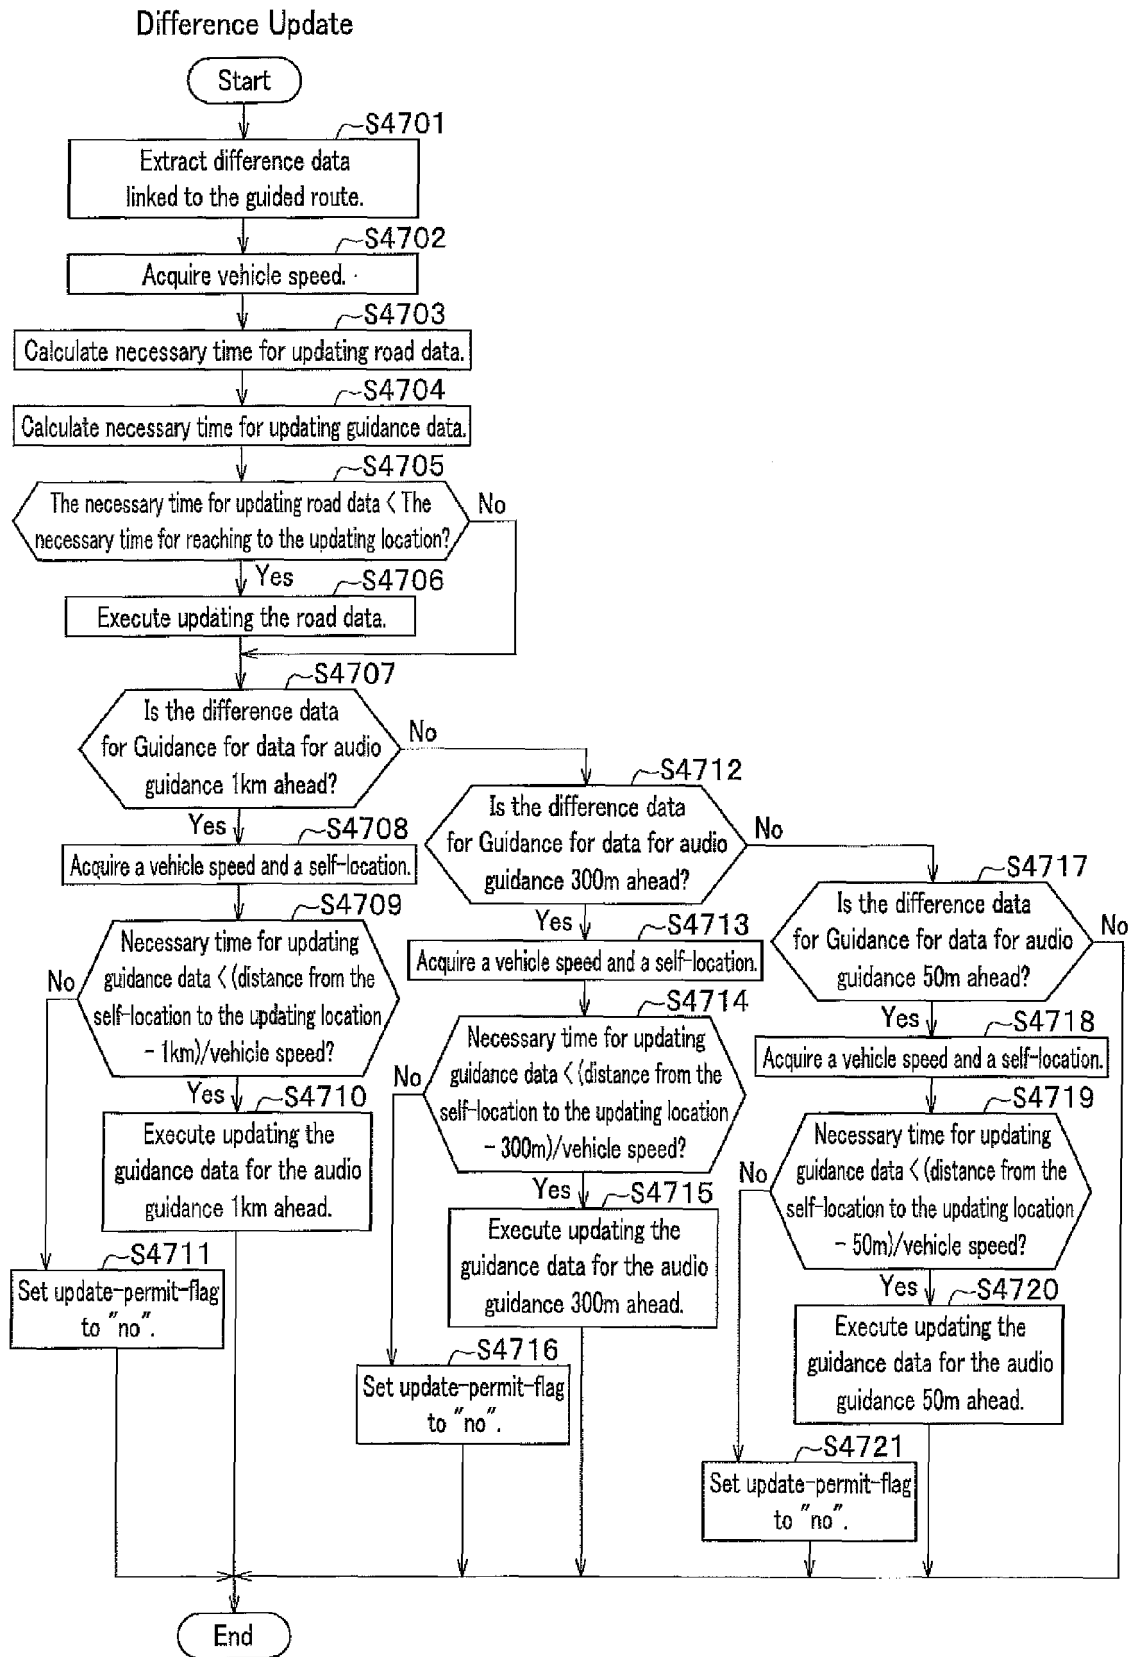 Difference Update
Start
S4701
Extract difference data
linked to the guided route.
S4702
Acquire vehicle speed.
S4703
Calculate necessary time for updating road data.
S4704
Calculate necessary time for updating guidance data.
S4705
The necessary time for updating road data < The
necessary time for reaching to the updating location?
No
Yes
S4706
Execute updating the road data.
S4707
Is the difference data
for Guidance for data for audio
guidance 1km ahead?
No
Yes
S4708
Acquire a vehicle speed and a self-location.
S4709
Necessary time for updating
guidance data < (distance from the
self-location to the updating location
- 1km)/vehicle speed?
No
Yes
S4710
Execute updating the
guidance data for the audio
guidance 1km ahead.
S4711
Set update-permit-flag
to "no".
S4712
Is the difference data
for Guidance for data for audio
guidance 300m ahead?
No
Yes
S4713
Acquire a vehicle speed and a self-location.
S4714
Necessary time for updating
guidance data < (distance from the
self-location to the updating location
- 300m)/vehicle speed?
No
Yes
S4715
Execute updating the
guidance data for the audio
guidance 300m ahead.
S4716
Set update-permit-flag
to "no".
S4717
Is the difference data
for Guidance for data for audio
guidance 50m ahead?
No
Yes
S4718
Acquire a vehicle speed and a self-location.
S4719
Necessary time for updating
guidance data < (distance from the
self-location to the updating location
- 50m)/vehicle speed?
No
Yes
S4720
Execute updating the
guidance data for the audio
guidance 50m ahead.
S4721
Set update-permit-flag
to "no".
End